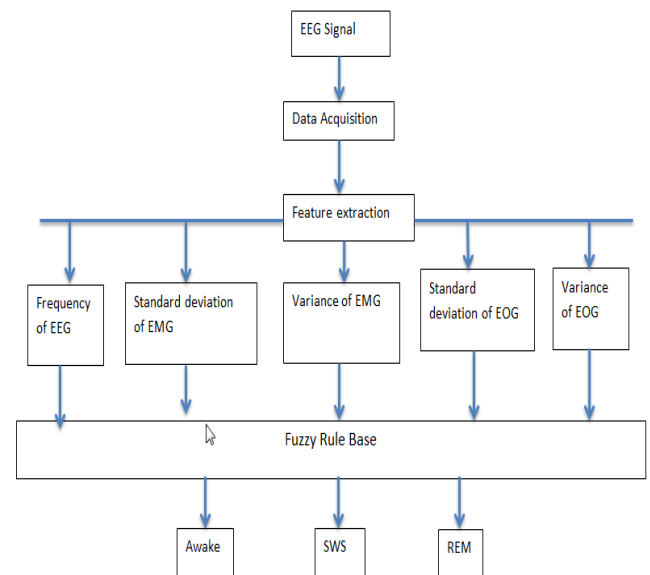 EEG Signal
Data Acquisition
Feature extraction
Frequency
of EEG
Standard deviation
of EMG
Variance of EMG
Standard
deviation of EOG
Variance
of EOG
Fuzzy Rule Base
Awake
SWS
REM